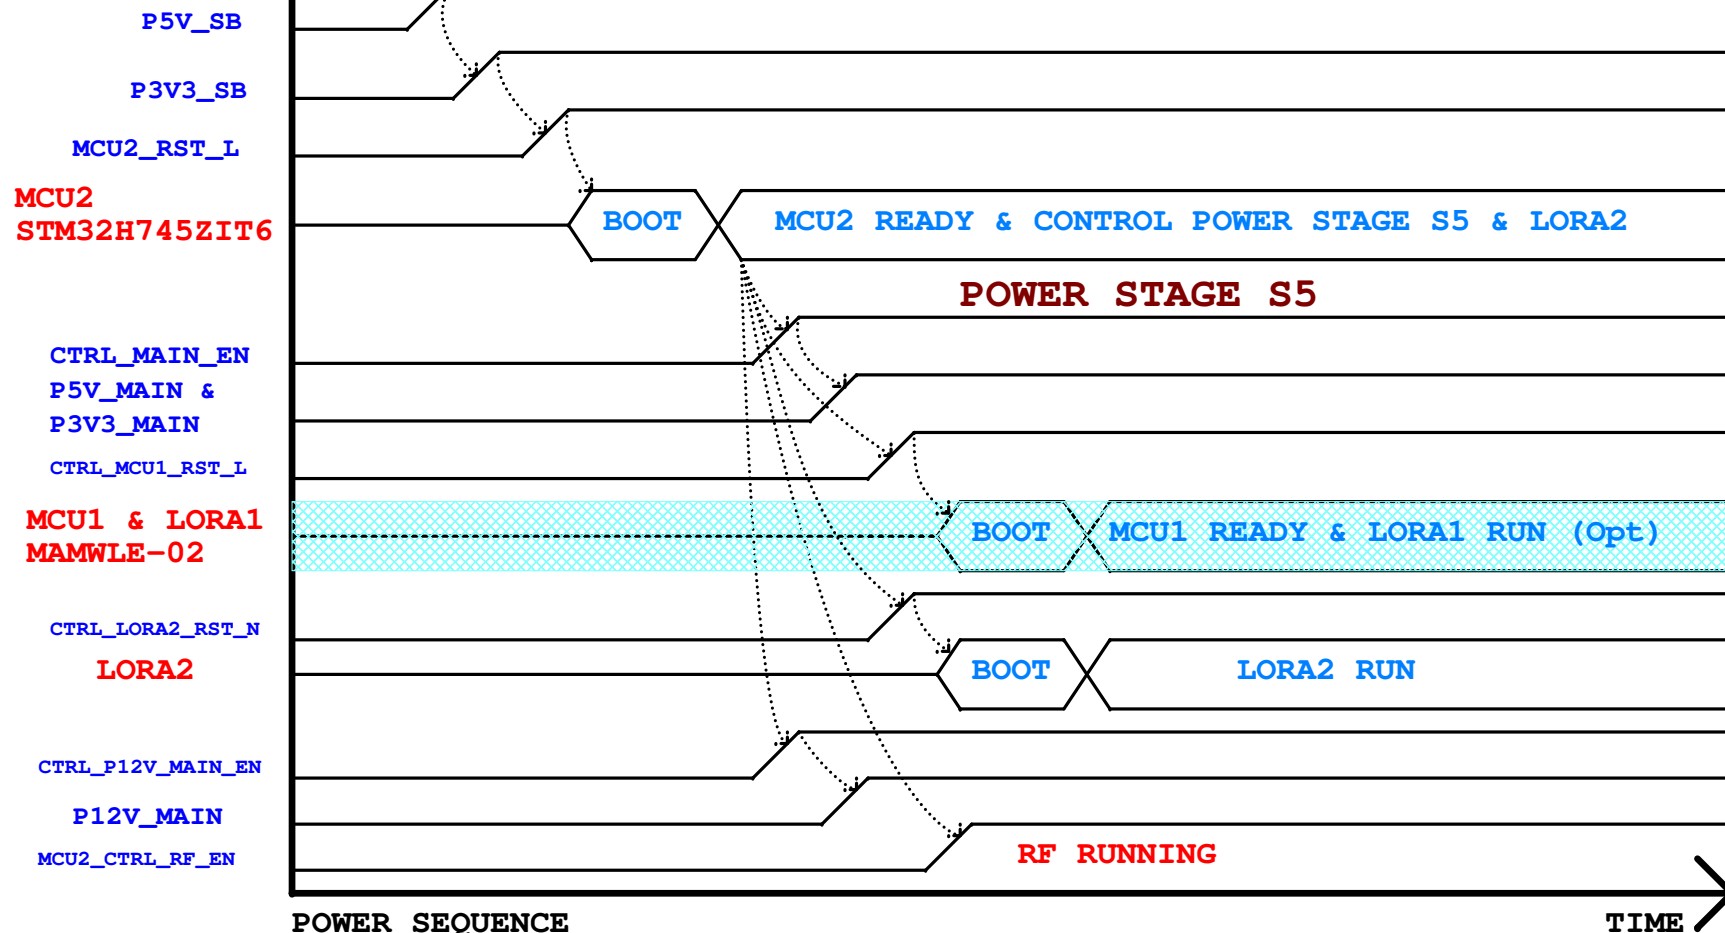 P5V_SB
P3V3_SB
MCU2_RST_L
MCU2
STM32H745ZIT6
BOOT
MCU2 READY & CONTROL POWER STAGE S5 & LORA2
POWER STAGE S5
CTRL_MAIN_EN
P5V_MAIN &
P3V3_MAIN
CTRL_MCU1_RST_L
MCU1 & LORA1
MAMWLE-02
BOOT
MCU1 READY & LORA1 RUN (Opt)
CTRL_LORA2_RST_N
LORA2
BOOT
LORA2 RUN
CTRL_P12V_MAIN_EN
P12V_MAIN
MCU2_CTRL_RF_EN
RF RUNNING
POWER SEQUENCE
TIME